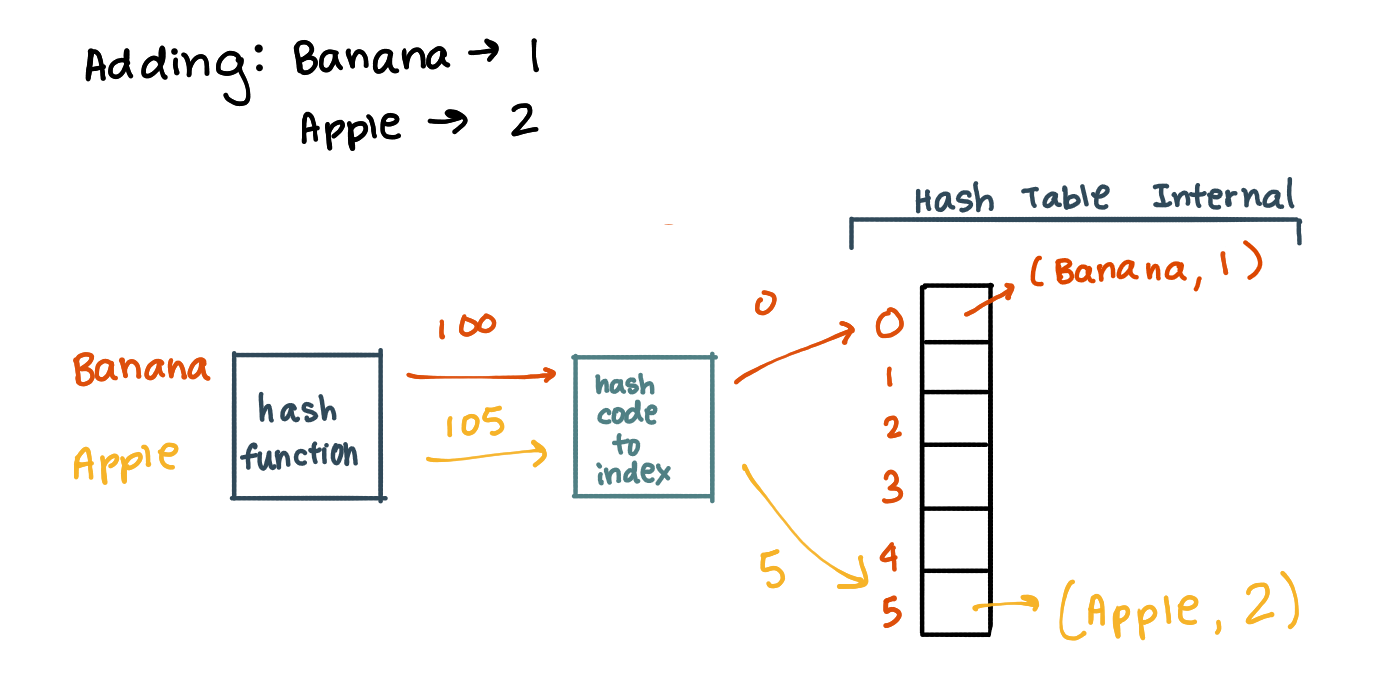 Adding: Banana → 1
Apple → 2
Hash Table Internal
(Banana, 1)
0
100
0
Banana
hash
function
hash
code
to
index
1
105
2
Apple
3
5
4
5
(Apple, 2)